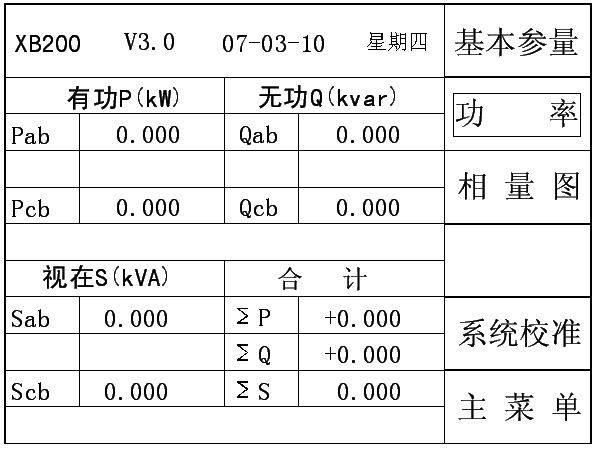 XB200 V3.0 07-03-10 星期四 基本参量
有功P(kW) 无功Q(kvar) 功 率
Pab 0.000 Qab 0.000
相 量 图
Pcb 0.000 Qcb 0.000
视在S(kVA) 合 计
Sab 0.000 ΣP +0.000 系统校准
ΣQ +0.000
Scb 0.000 ΣS 0.000 主 菜 单